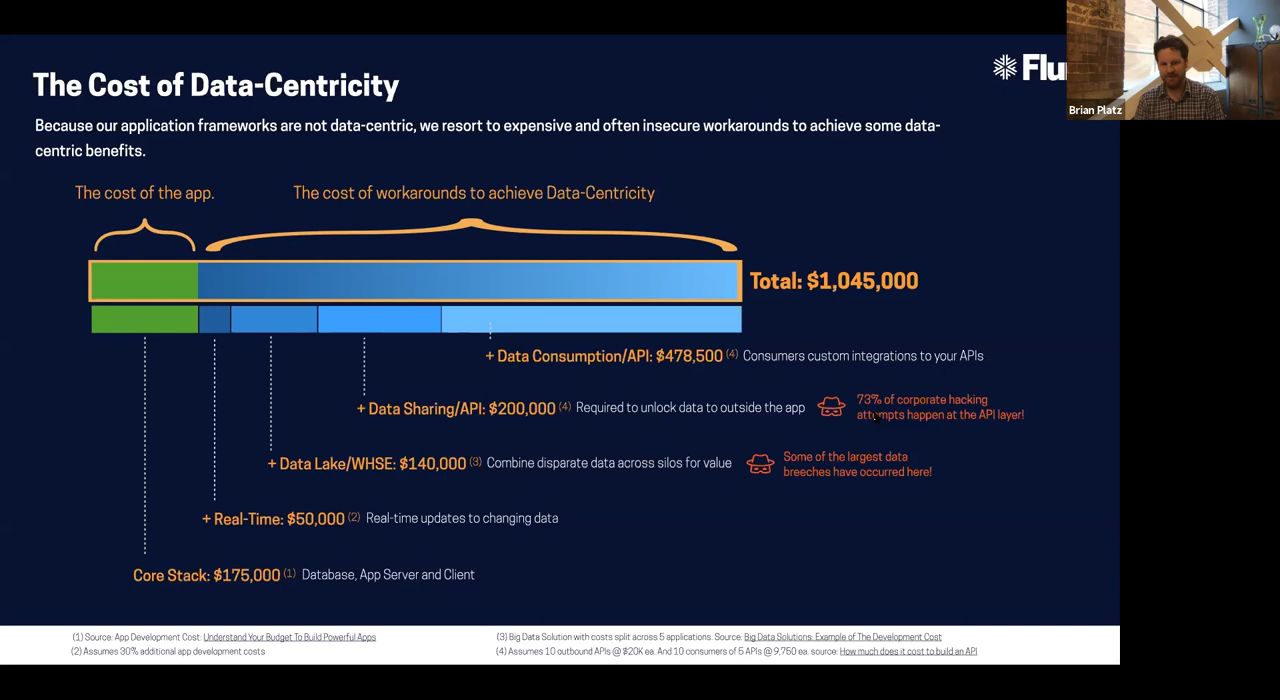 The Cost of Data-Centricity
Flu
Brian Platz
Because our application frameworks are not data-centric, we resort to expensive and often insecure workarounds to achieve some data-
centric benefits.
The cost of the app.
The cost of workarounds to achieve Data-Centricity
Total: $1,045,000
+ Data Consumption/API: $478,500 (4) Consumers custom integrations to your APIs
+ Data Sharing/API: $200,000 (4) Required to unlock data to outside the app
73% of corporate hacking
attempts happen at the API layer!
+ Data Lake/WHSE: $140,000 (3) Combine disparate data across silos for value
Some of the largest data
breeches have occurred here!
+ Real-Time: $50,000 (2) Real-time updates to changing data
Core Stack: $175,000 (1) Database, App Server and Client
(1) Source: App Development Cost: Understand Your Budget To Build Powerful Apps
(2) Assumes 30% additional app development costs
(3) Big Data Solution with costs split across 5 applications. Source: Big Data Solutions: Example of The Development Cost
(4) Assumes 10 outbound APIs @ $20K ea. And 10 consumers of 5 APIs @ 9,750 ea. source: How much does it cost to build an API